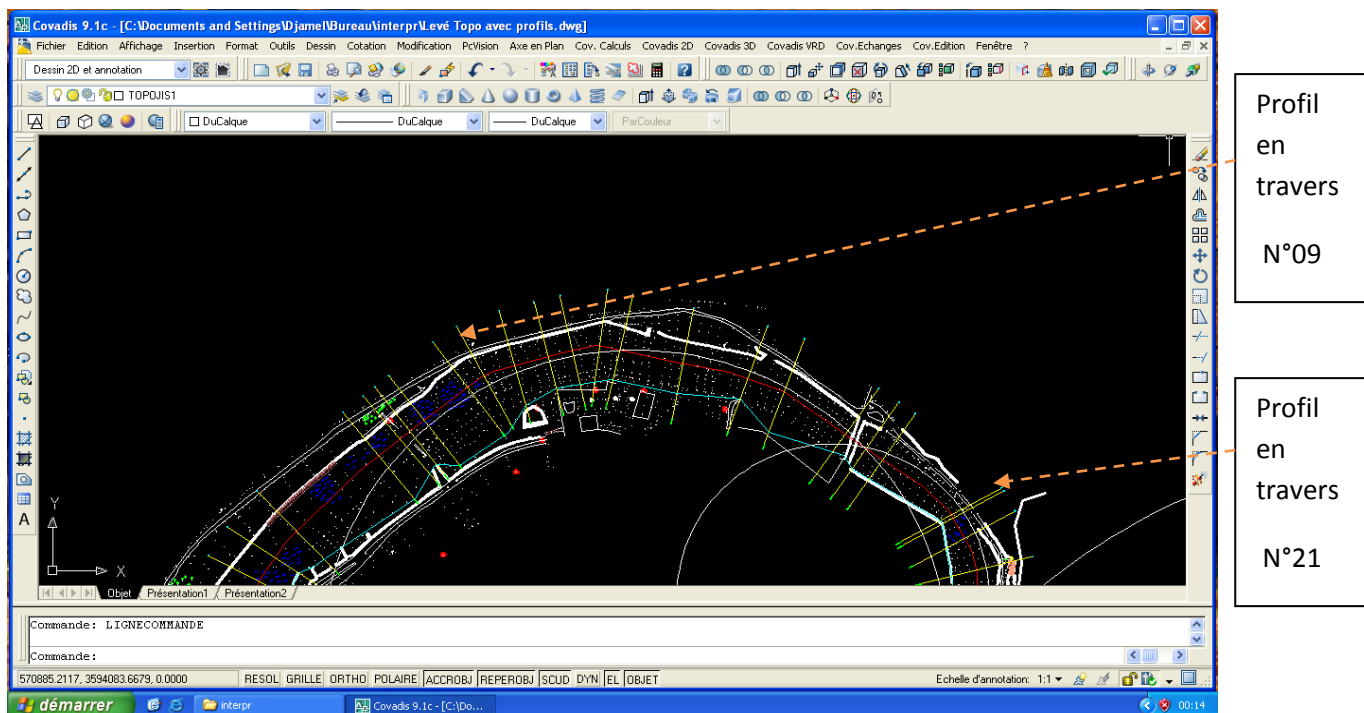 Covadis 9.1c - [C:\Documents and Settings\Djamel\Bureau\interpr\Levé Topo avec profils.dwg]
Fichier Edition Affichage Insertion Format Outils Dessin Cotation Modification PcVision Axe en Plan Cov. Calculs Covadis 2D Covadis 3D Covadis VRD Cov.Echanges Cov.Edition Fenêtre ?
Dessin 2D et annotation
TOPOJIS1
DuCalque DuCalque DuCalque ParCouleur
Profil
en
travers
N°09
Profil
en
travers
N°21
A
Y
X
Objet Présentation1 Présentation2
Commande: LIGNECOMMANDE
Commande:
570885.2117, 3594083.6679, 0.0000 RESOL GRILLE ORTHO POLAIRE ACCROBJ REPEROBJ SCUD DYN EL OBJET Echelle d'annotation: 1:1
démarrer interpr Covadis 9.1c - [C:\Do... 00:14